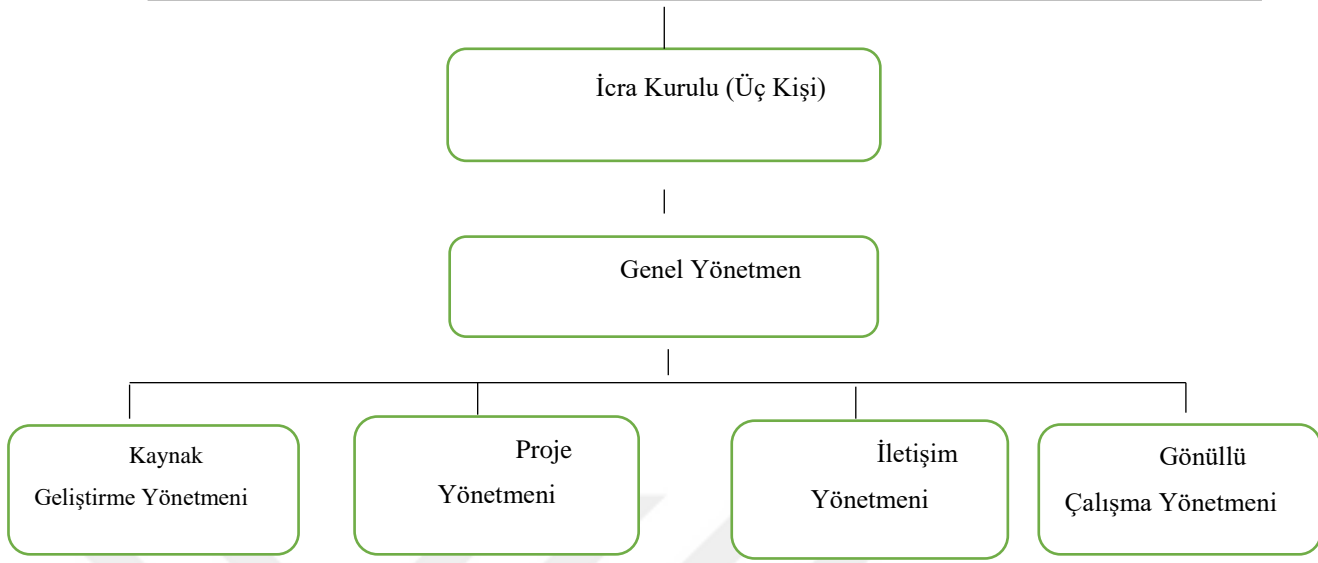 İcra Kurulu (Üç Kişi)
Genel Yönetmen
Kaynak
Geliştirme Yönetmeni
Proje
Yönetmeni
İletişim
Yönetmeni
Gönüllü
Çalışma Yönetmeni